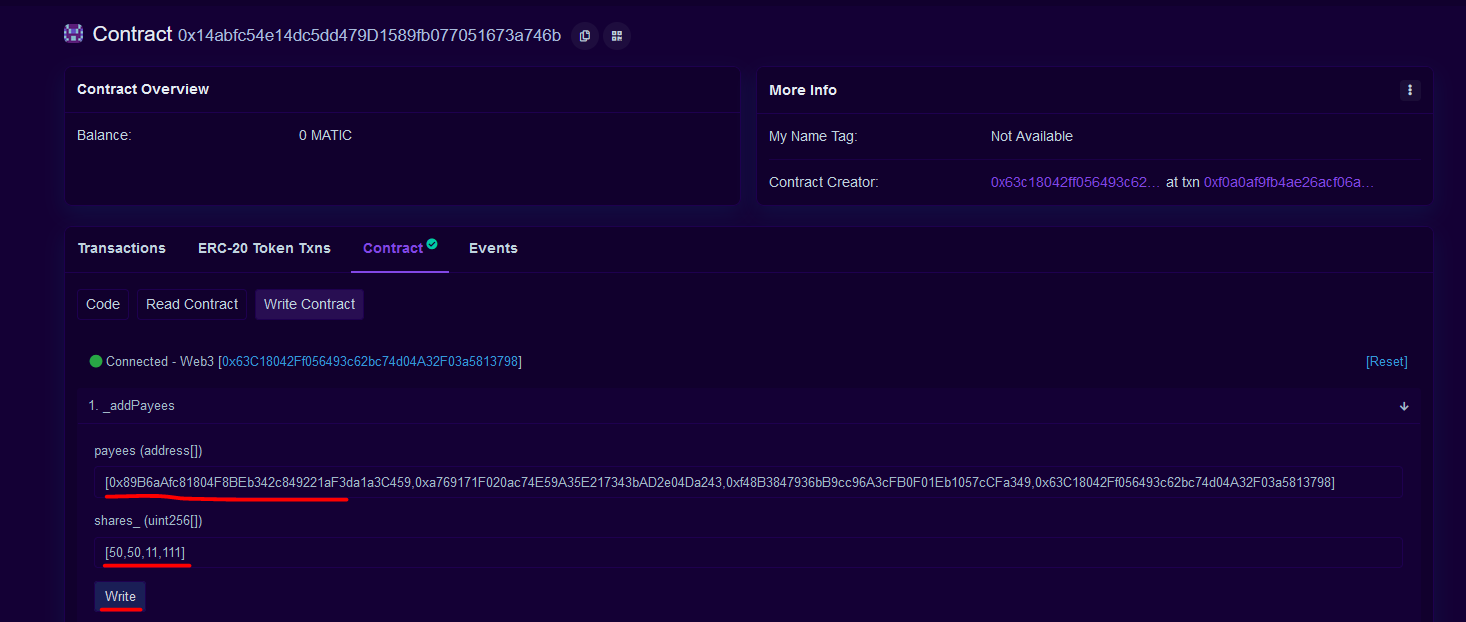 Contract 0x14abfc54e14dc5dd479D1589fb077051673a746b
Contract Overview
Balance: 0 MATIC
More Info
My Name Tag: Not Available
Contract Creator: 0x63c18042ff056493c62... at txn 0xf0a0af9fb4ae26acf06a...
Transactions ERC-20 Token Txns Contract Events
Code Read Contract Write Contract
Connected - Web3 [0x63C18042Ff056493c62bc74d04A32F03a5813798] [Reset]
1. _addPayees
payees (address[])
[0x89B6aAfc81804F8BEb342c849221aF3da1a3C459,0xa769171F020ac74E59A35E217343bAD2e04Da243,0xf48B3847936bB9cc96A3cFB0F01Eb1057cCFa349,0x63C18042Ff056493c62bc74d04A32F03a5813798]
shares_ (uint256[])
[50,50,11,111]
Write